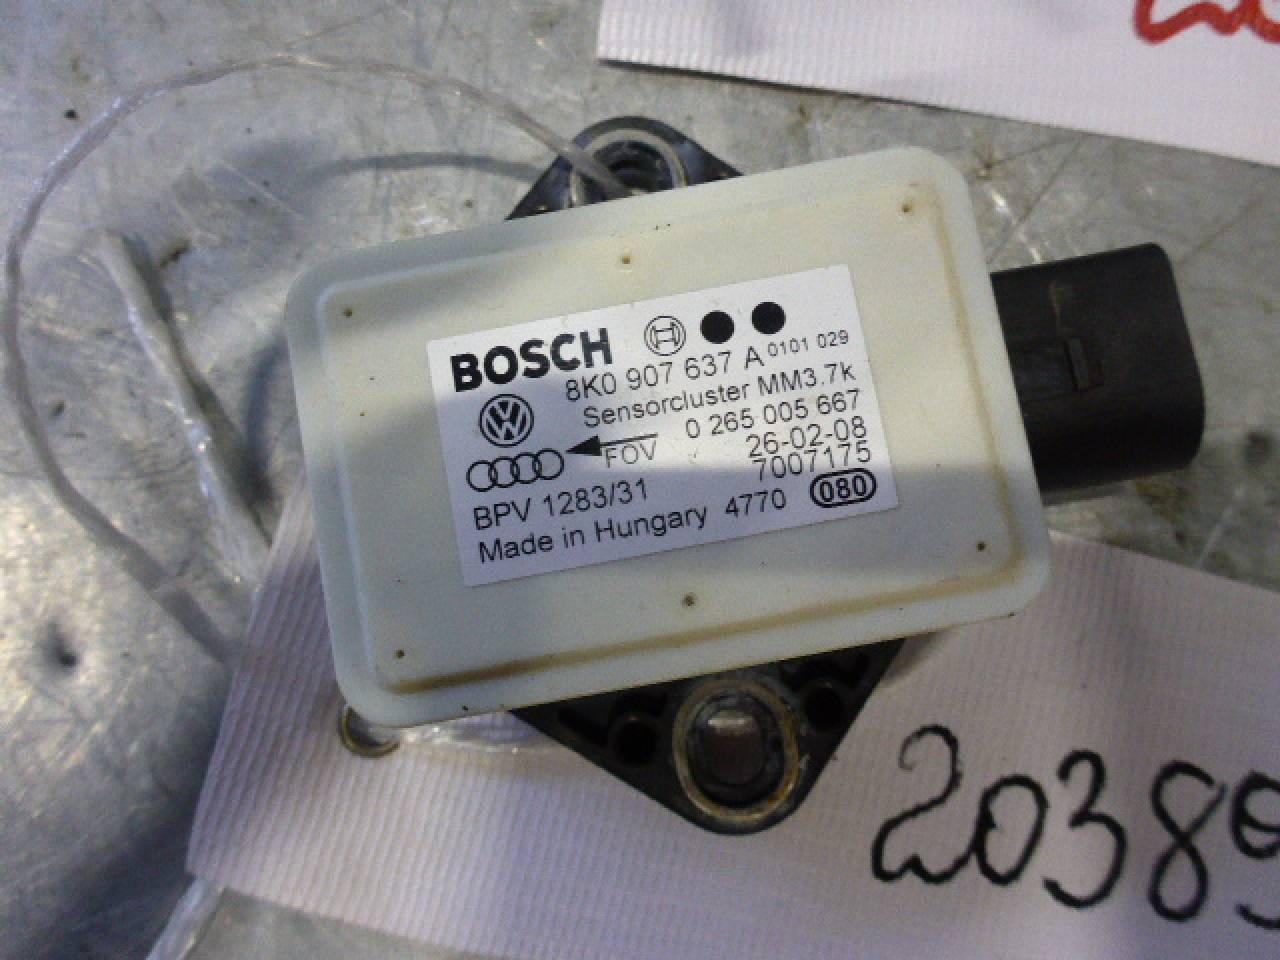 BOSCH
8K0 907 637 A 0101 029
Sensorcluster MM3.7k
0 265 005 667
FOV 26-02-08
7007175
BPV 1283/31
Made in Hungary 4770 080
20389